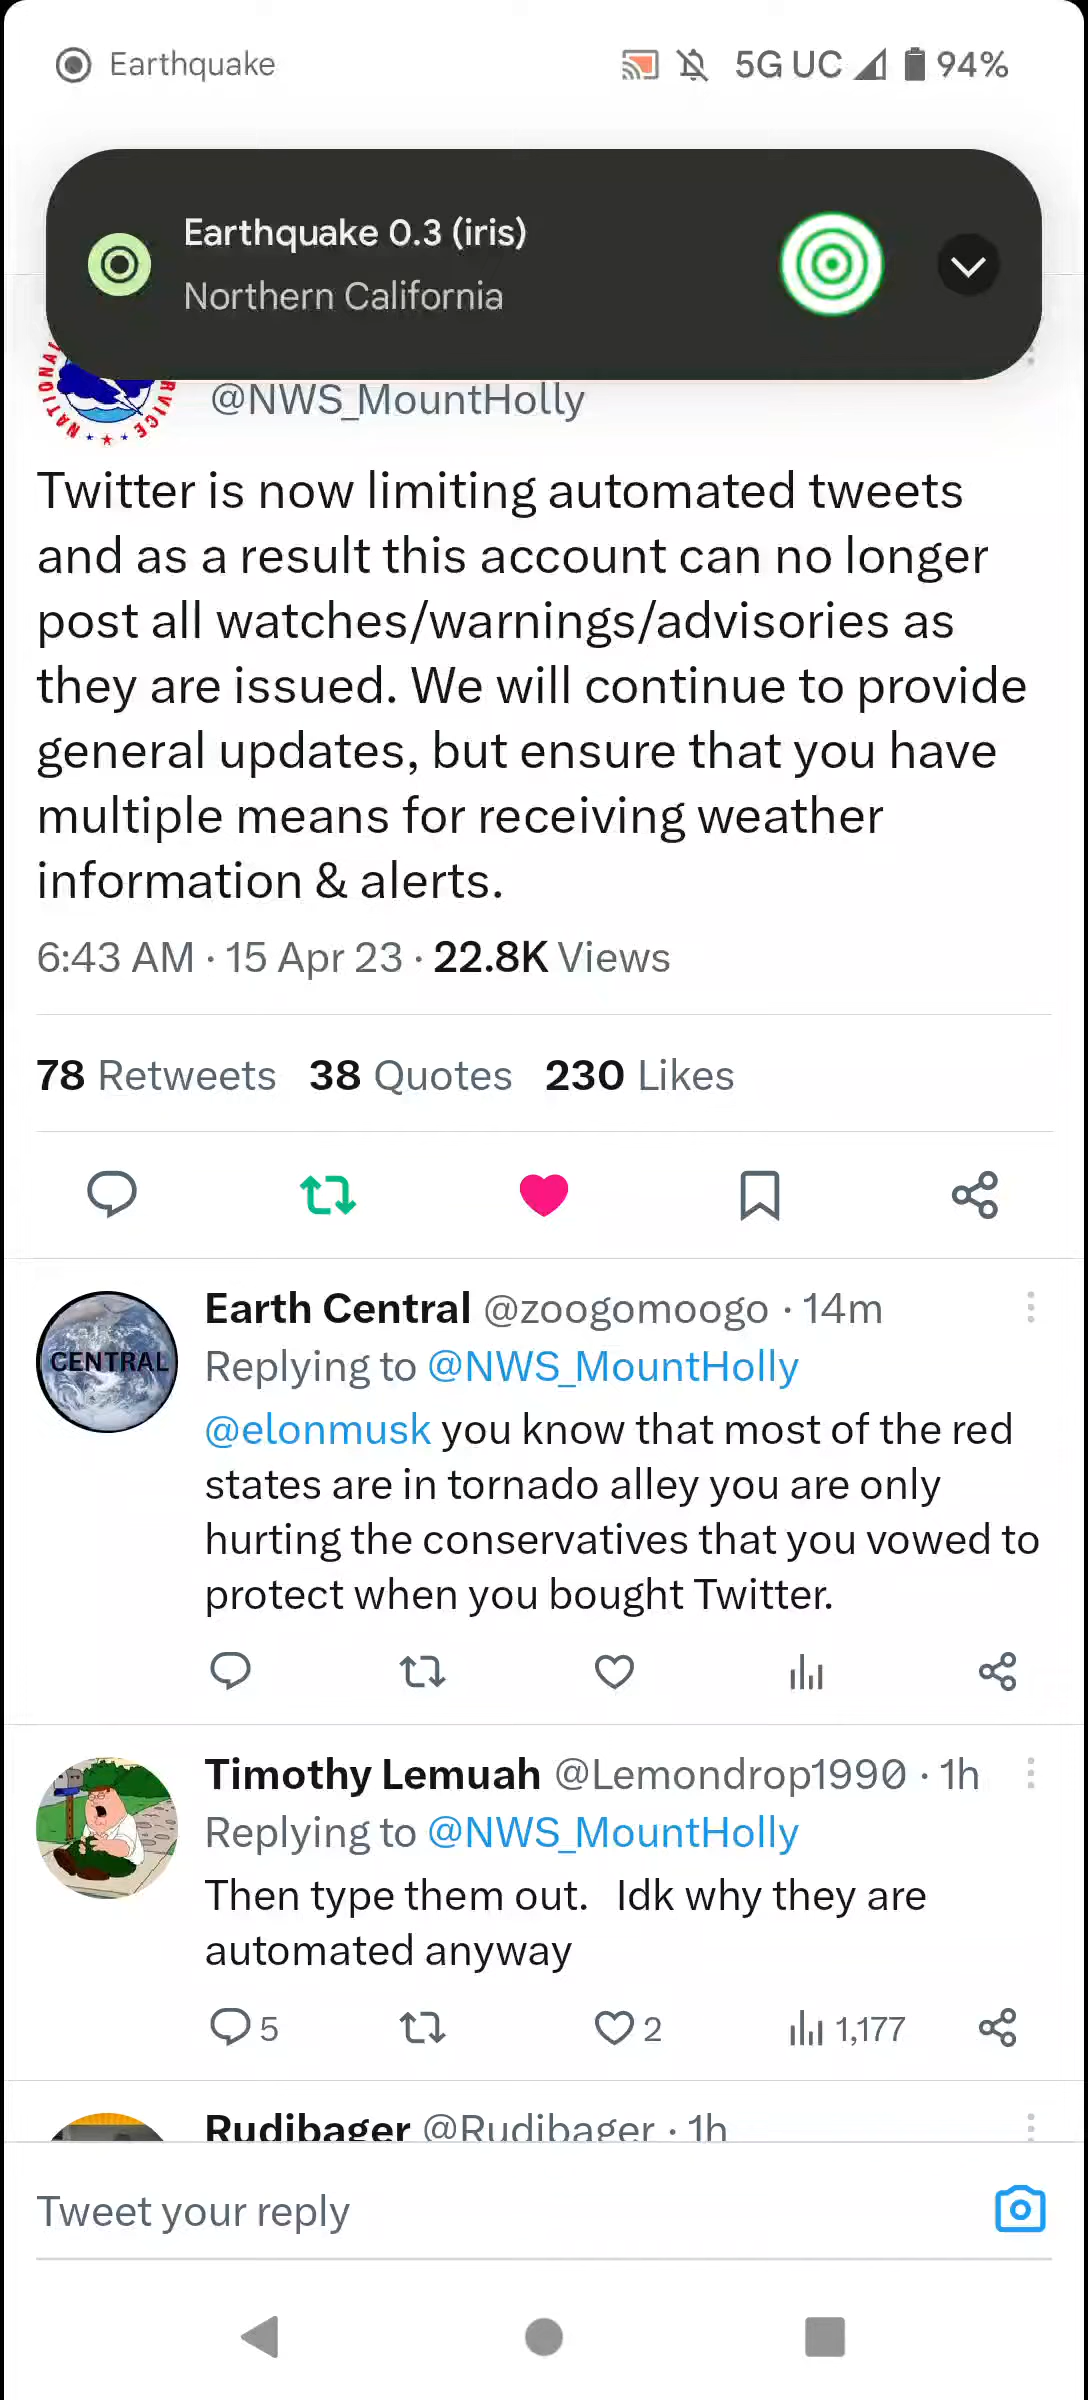 Earthquake 5G UC 94%
Earthquake 0.3 (iris)
Northern California
@NWS_MountHolly
Twitter is now limiting automated tweets
and as a result this account can no longer
post all watches/warnings/advisories as
they are issued. We will continue to provide
general updates, but ensure that you have
multiple means for receiving weather
information & alerts.
6:43 AM · 15 Apr 23 · 22.8K Views
78 Retweets 38 Quotes 230 Likes
Earth Central @zoogomoogo · 14m
CENTRAL
Replying to @NWS_MountHolly
@elonmusk you know that most of the red
states are in tornado alley you are only
hurting the conservatives that you vowed to
protect when you bought Twitter.
Timothy Lemuah @Lemondrop1990 · 1h
Replying to @NWS_MountHolly
Then type them out.   Idk why they are
automated anyway
5 2 1,177
Rudibager @Rudibager · 1h
Tweet your reply